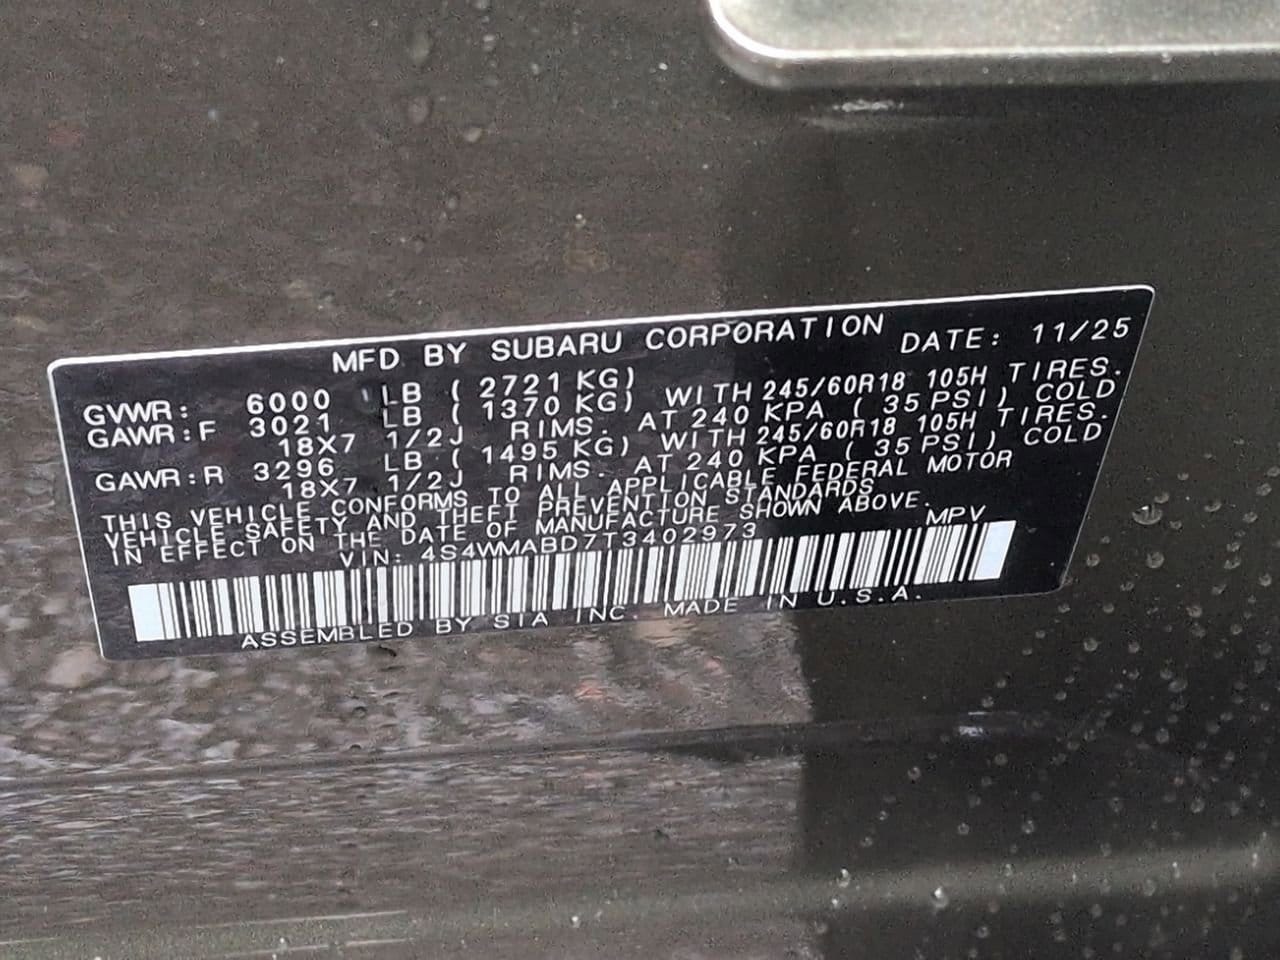 MFD BY SUBARU CORPORATION DATE: 11/25
GVWR: 6000 LB ( 2721 KG)
GAWR:F 3021 LB ( 1370 KG) WITH 245/60R18 105H TIRES.
18X7 1/2J RIMS. AT 240 KPA ( 35 PSI) COLD
GAWR:R 3296 LB ( 1495 KG) WITH 245/60R18 105H TIRES.
18X7 1/2J RIMS. AT 240 KPA ( 35 PSI) COLD
THIS VEHICLE CONFORMS TO ALL APPLICABLE FEDERAL MOTOR
VEHICLE SAFETY AND THEFT PREVENTION STANDARDS
IN EFFECT ON THE DATE OF MANUFACTURE SHOWN ABOVE.
VIN: 4S4WMABD7T3402973 MPV
ASSEMBLED BY SIA INC. MADE IN U.S.A.